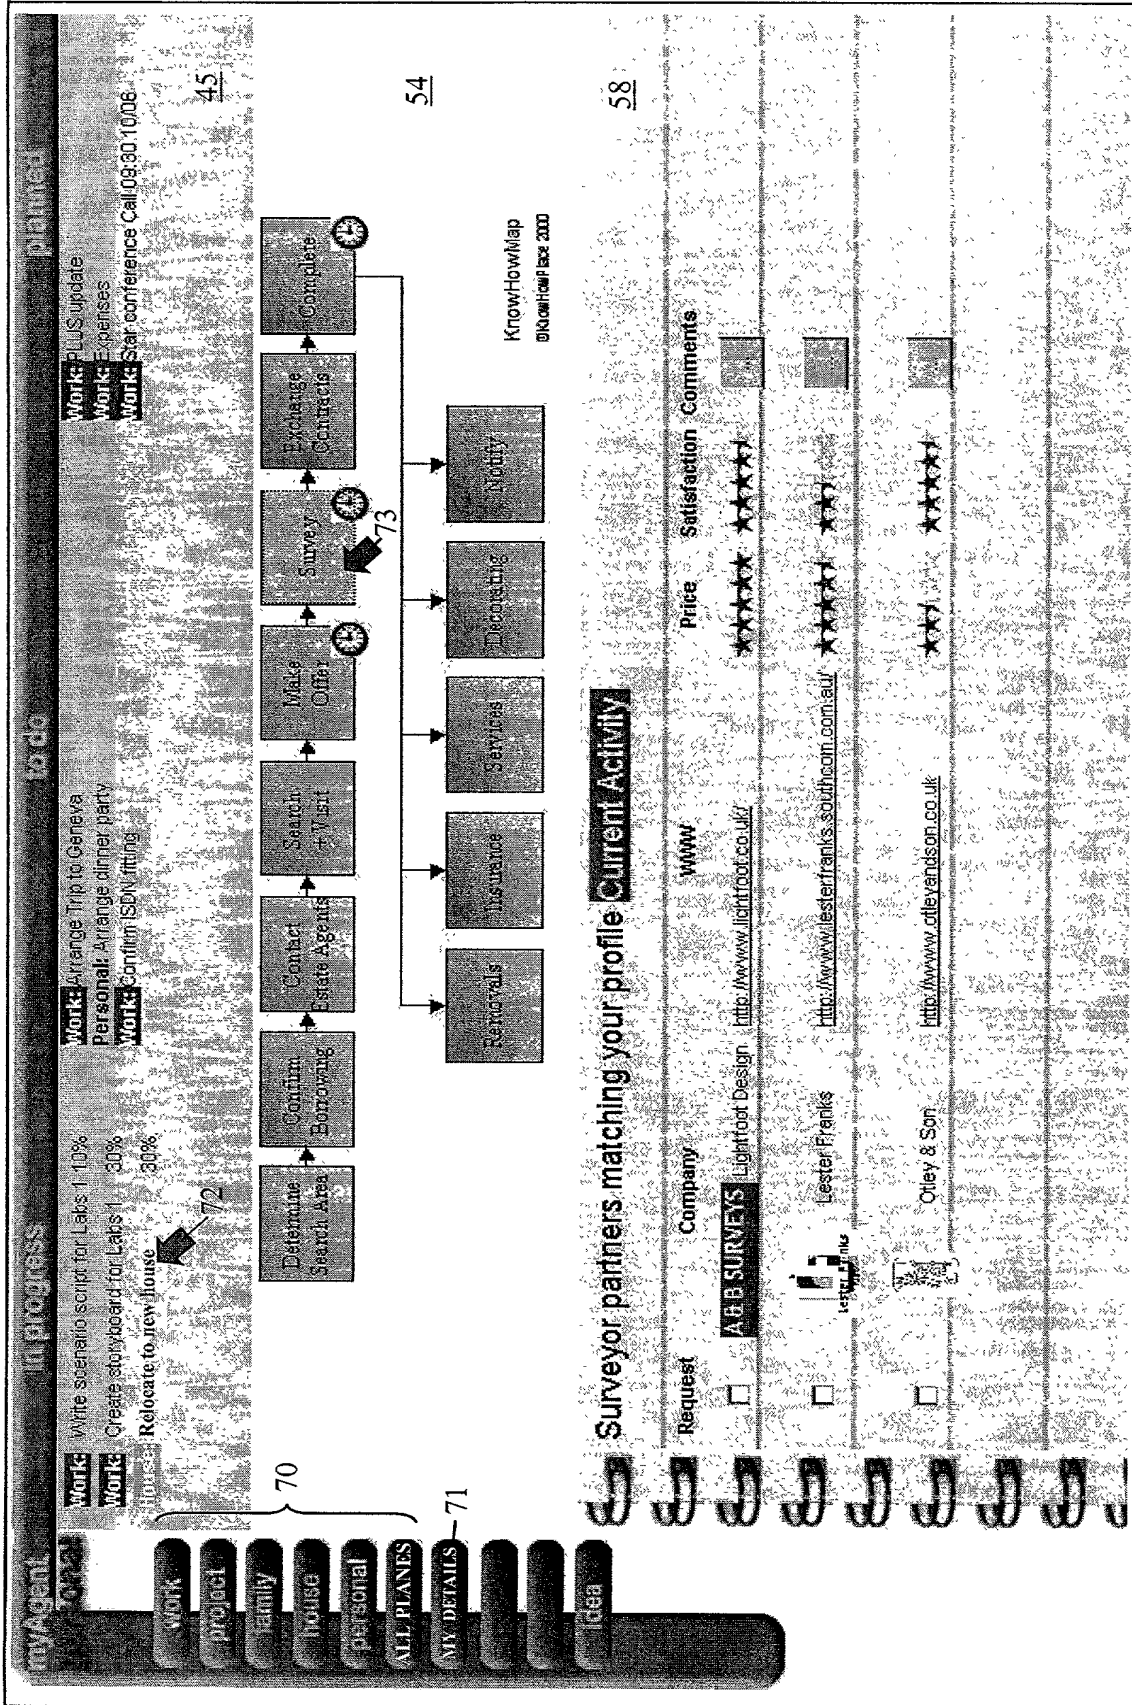 myAgent in progress to do planned
Work: Write scenario script for Labs 1 10%
Work: Create storyboard for Labs 1 30%
Home: Relocate to new house 30%
Work: Arrange Trip to Geneva
Personal: Arrange dinner party
Work: Confirm ISDN fitting
Work: PLUS update
Work: Expenses
Work: Star conference Call 09:30 10/08
45
72
work
project
family
house
personal
ALL PLANES
MY DETAILS
idea
70
71
Determine Search Area
Confirm Borrowing
Contact Estate Agents
Search +Visit
Make Offer
Survey
Exchange Contracts
Complete
54
73
Removals
Insurance
Services
Decorating
Notify
KnowHowMap
©KnowHowPlace 2000
58
Surveyor partners matching your profile Current Activity
Request Company WWW Price Satisfaction Comments
A&B SURVEYS Lightfoot Design http://www.lightfoot.co.uk/
Lester Franks Lester Franks http://www.lesterfranks.southcom.com.au/
Otley & Son http://www.otleyandson.co.uk